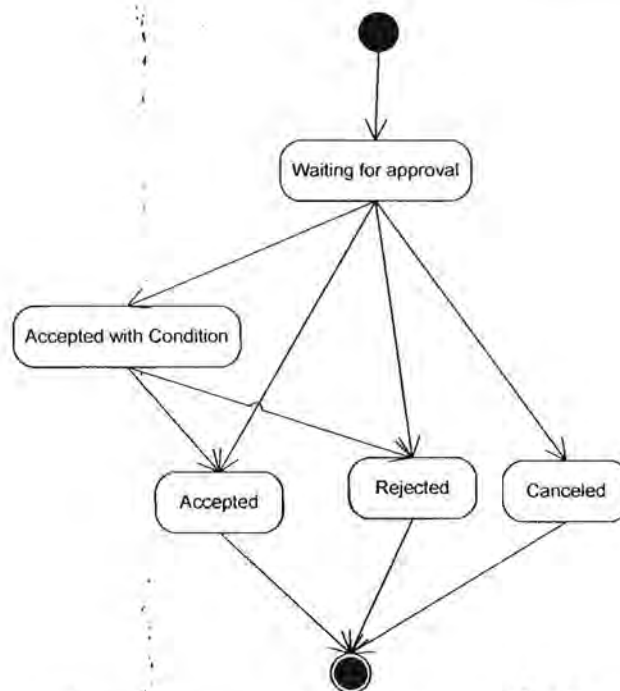 Waiting for approval
Accepted with Condition
Accepted
Rejected
Canceled